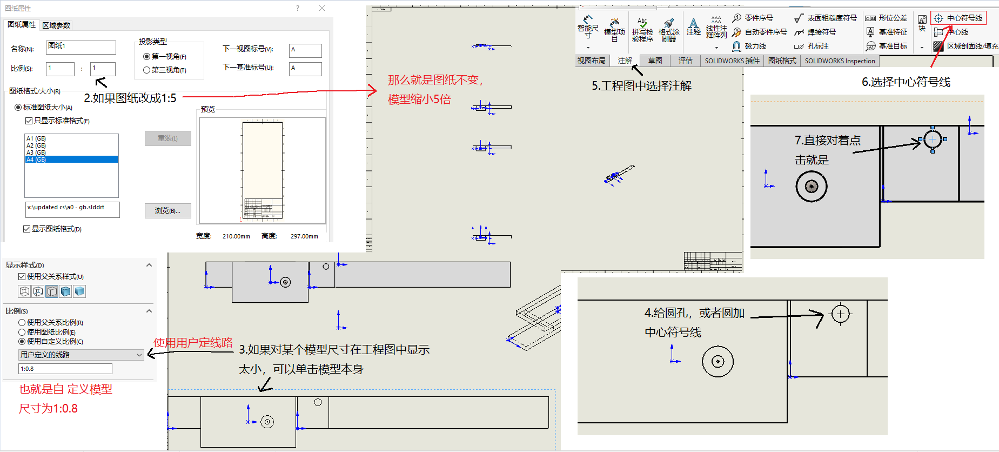 图纸属性
?
图纸属性 区域参数
名称(N): 图纸1
比例(S): 1 : 1
投影类型
第一视角(F)
第三视角(T)
下一视图标号(V): A
下一基准标号(U): A
2.如果图纸改成1:5
图纸格式/大小(R)
标准图纸大小(A)
只显示标准格式(F)
A1 (GB)
A2 (GB)
A3 (GB)
A4 (GB)
重装(L)
v:\updated cs\a0 - gb.slddrt
浏览(B)...
显示图纸格式(D)
预览
宽度: 210.00mm 高度: 297.00mm
那么就是图纸不变，
模型缩小5倍
智能尺寸
模型项目
拼写检验程序
格式涂刷器
注释
线性注释阵列
零件序号
自动零件序号
磁力线
表面粗糙度符号
焊接符号
孔标注
形位公差
基准特征
基准目标
块
中心符号线
中心线
区域剖面线/填充
视图布局 注解 草图 评估 SOLIDWORKS 插件 图纸格式 SOLIDWORKS Inspection
5.工程图中选择注解
6.选择中心符号线
7.直接对着点
击就是
显示样式(D)
使用父关系样式(U)
比例(S)
使用父关系比例(R)
使用图纸比例(E)
使用自定义比例(C)
用户定义的线路
1:0.8
使用用户定线路
也就是自 定义模型
尺寸为1:0.8
3.如果对某个模型尺寸在工程图中显示
太小，可以单击模型本身
4.给圆孔，或者圆加
中心符号线